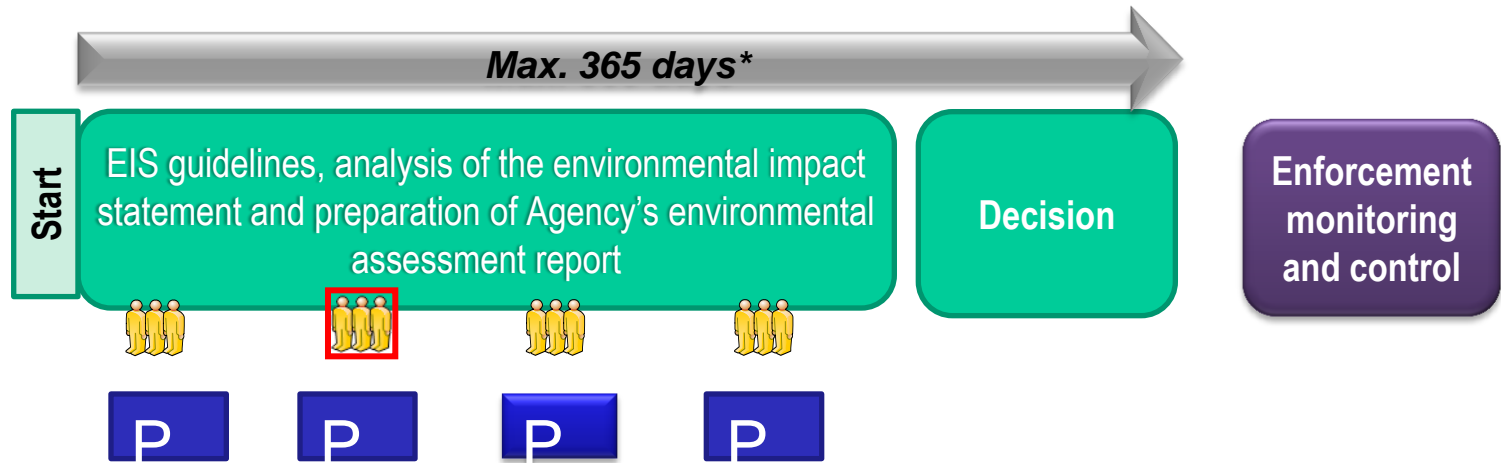 Max. 365 days*
Start
EIS guidelines, analysis of the environmental impact
statement and preparation of Agency's environmental
assessment report
Decision
Enforcement
monitoring
and control
P
P
P
P